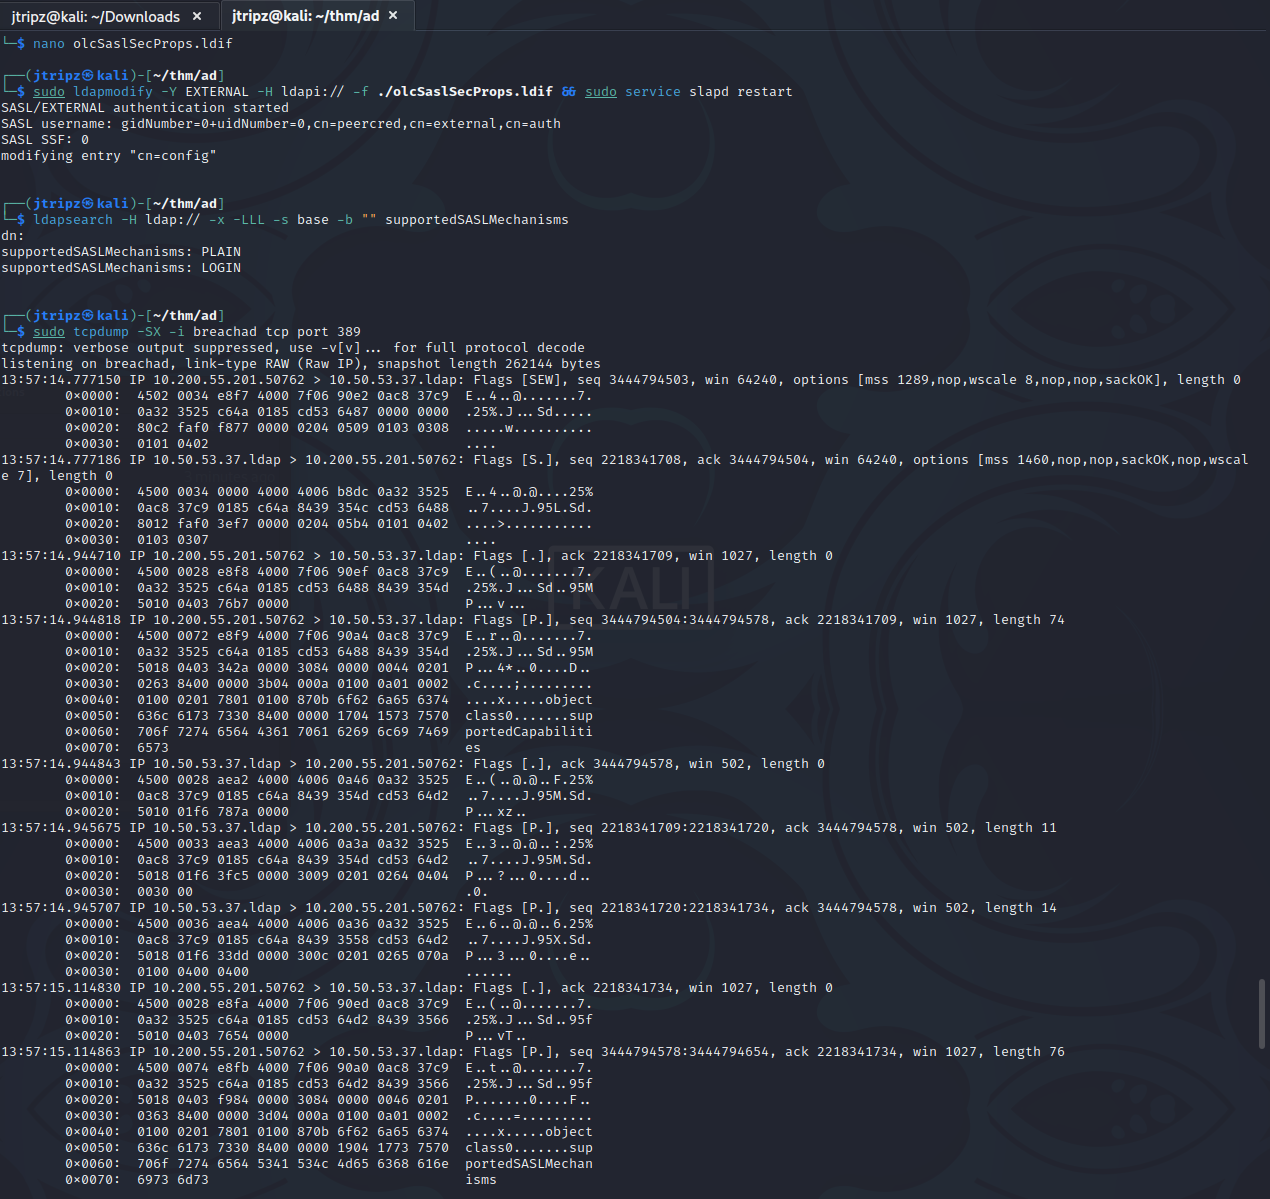 jtripz@kali: ~/Downloads × jtripz@kali: ~/thm/ad ×
└─$ nano olcSaslSecProps.ldif
┌──(jtripz㉿kali)-[~/thm/ad]
└─$ sudo ldapmodify -Y EXTERNAL -H ldapi:// -f ./olcSaslSecProps.ldif && sudo service slapd restart
SASL/EXTERNAL authentication started
SASL username: gidNumber=0+uidNumber=0,cn=peercred,cn=external,cn=auth
SASL SSF: 0
modifying entry "cn=config"
┌──(jtripz㉿kali)-[~/thm/ad]
└─$ ldapsearch -H ldap:// -x -LLL -s base -b "" supportedSASLMechanisms
dn:
supportedSASLMechanisms: PLAIN
supportedSASLMechanisms: LOGIN
┌──(jtripz㉿kali)-[~/thm/ad]
└─$ sudo tcpdump -SX -i breachad tcp port 389
tcpdump: verbose output suppressed, use -v[v]... for full protocol decode
listening on breachad, link-type RAW (Raw IP), snapshot length 262144 bytes
13:57:14.777150 IP 10.200.55.201.50762 > 10.50.53.37.ldap: Flags [SEW], seq 3444794503, win 64240, options [mss 1289,nop,wscale 8,nop,nop,sackOK], length 0
0x0000:  4502 0034 e8f7 4000 7f06 90e2 0ac8 37c9  E..4..@.......7.
0x0010:  0a32 3525 c64a 0185 cd53 6487 0000 0000  .25%.J...Sd.....
0x0020:  80c2 faf0 f877 0000 0204 0509 0103 0308  .....w..........
0x0030:  0101 0402                                ....
13:57:14.777186 IP 10.50.53.37.ldap > 10.200.55.201.50762: Flags [S.], seq 2218341708, ack 3444794504, win 64240, options [mss 1460,nop,nop,sackOK,nop,wscal
e 7], length 0
0x0000:  4500 0034 0000 4000 4006 b8dc 0a32 3525  E..4..@.@....25%
0x0010:  0ac8 37c9 0185 c64a 8439 354c cd53 6488  ..7....J.95L.Sd.
0x0020:  8012 faf0 3ef7 0000 0204 05b4 0101 0402  ....>...........
0x0030:  0103 0307                                ....
13:57:14.944710 IP 10.200.55.201.50762 > 10.50.53.37.ldap: Flags [.], ack 2218341709, win 1027, length 0
0x0000:  4500 0028 e8f8 4000 7f06 90ef 0ac8 37c9  E..(..@.......7.
0x0010:  0a32 3525 c64a 0185 cd53 6488 8439 354d  .25%.J...Sd..95M
0x0020:  5010 0403 76b7 0000                      P...v...
13:57:14.944818 IP 10.200.55.201.50762 > 10.50.53.37.ldap: Flags [P.], seq 3444794504:3444794578, ack 2218341709, win 1027, length 74
0x0000:  4500 0072 e8f9 4000 7f06 90a4 0ac8 37c9  E..r..@.......7.
0x0010:  0a32 3525 c64a 0185 cd53 6488 8439 354d  .25%.J...Sd..95M
0x0020:  5018 0403 342a 0000 3084 0000 0044 0201  P...4*..0....D..
0x0030:  0263 8400 0000 3b04 000a 0100 0a01 0002  .c....;.........
0x0040:  0100 0201 7801 0100 870b 6f62 6a65 6374  ....x.....object
0x0050:  636c 6173 7330 8400 0000 1704 1573 7570  class0.......sup
0x0060:  706f 7274 6564 4361 7061 6269 6c69 7469  portedCapabiliti
0x0070:  6573                                     es
13:57:14.944843 IP 10.50.53.37.ldap > 10.200.55.201.50762: Flags [.], ack 3444794578, win 502, length 0
0x0000:  4500 0028 aea2 4000 4006 0a46 0a32 3525  E..(..@.@..F.25%
0x0010:  0ac8 37c9 0185 c64a 8439 354d cd53 64d2  ..7....J.95M.Sd.
0x0020:  5010 01f6 787a 0000                      P...xz..
13:57:14.945675 IP 10.50.53.37.ldap > 10.200.55.201.50762: Flags [P.], seq 2218341709:2218341720, ack 3444794578, win 502, length 11
0x0000:  4500 0033 aea3 4000 4006 0a3a 0a32 3525  E..3..@.@..:.25%
0x0010:  0ac8 37c9 0185 c64a 8439 354d cd53 64d2  ..7....J.95M.Sd.
0x0020:  5018 01f6 3fc5 0000 3009 0201 0264 0404  P...?...0....d..
0x0030:  0030 00                                  .0.
13:57:14.945707 IP 10.50.53.37.ldap > 10.200.55.201.50762: Flags [P.], seq 2218341720:2218341734, ack 3444794578, win 502, length 14
0x0000:  4500 0036 aea4 4000 4006 0a36 0a32 3525  E..6..@.@..6.25%
0x0010:  0ac8 37c9 0185 c64a 8439 3558 cd53 64d2  ..7....J.95X.Sd.
0x0020:  5018 01f6 33dd 0000 300c 0201 0265 070a  P...3...0....e..
0x0030:  0100 0400 0400                           ......
13:57:15.114830 IP 10.200.55.201.50762 > 10.50.53.37.ldap: Flags [.], ack 2218341734, win 1027, length 0
0x0000:  4500 0028 e8fa 4000 7f06 90ed 0ac8 37c9  E..(..@.......7.
0x0010:  0a32 3525 c64a 0185 cd53 64d2 8439 3566  .25%.J...Sd..95f
0x0020:  5010 0403 7654 0000                      P...vT..
13:57:15.114863 IP 10.200.55.201.50762 > 10.50.53.37.ldap: Flags [P.], seq 3444794578:3444794654, ack 2218341734, win 1027, length 76
0x0000:  4500 0074 e8fb 4000 7f06 90a0 0ac8 37c9  E..t..@.......7.
0x0010:  0a32 3525 c64a 0185 cd53 64d2 8439 3566  .25%.J...Sd..95f
0x0020:  5018 0403 f984 0000 3084 0000 0046 0201  P.......0....F..
0x0030:  0363 8400 0000 3d04 000a 0100 0a01 0002  .c....=.........
0x0040:  0100 0201 7801 0100 870b 6f62 6a65 6374  ....x.....object
0x0050:  636c 6173 7330 8400 0000 1904 1773 7570  class0.......sup
0x0060:  706f 7274 6564 5341 534c 4d65 6368 616e  portedSASLMechan
0x0070:  6973 6d73                                isms
KALI